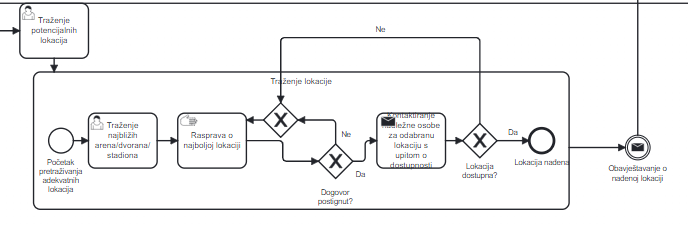 Traženje
potencijalnih
lokacija
Ne
Traženje lokacije
Traženje
najbližih
arena/dvorana/
stadiona
Rasprava o
najboljoj lokaciji
Ne
Da
Dogovor
postignut?
Kontaktiranje
nadležne osobe
za odabranu
lokaciju s
upitom o
dostupnosti
Da
Lokacija
dostupna?
Lokacija nađena
Početak
pretraživanja
adekvatnih
lokacija
Obavještavanje o
nađenoj lokaciji